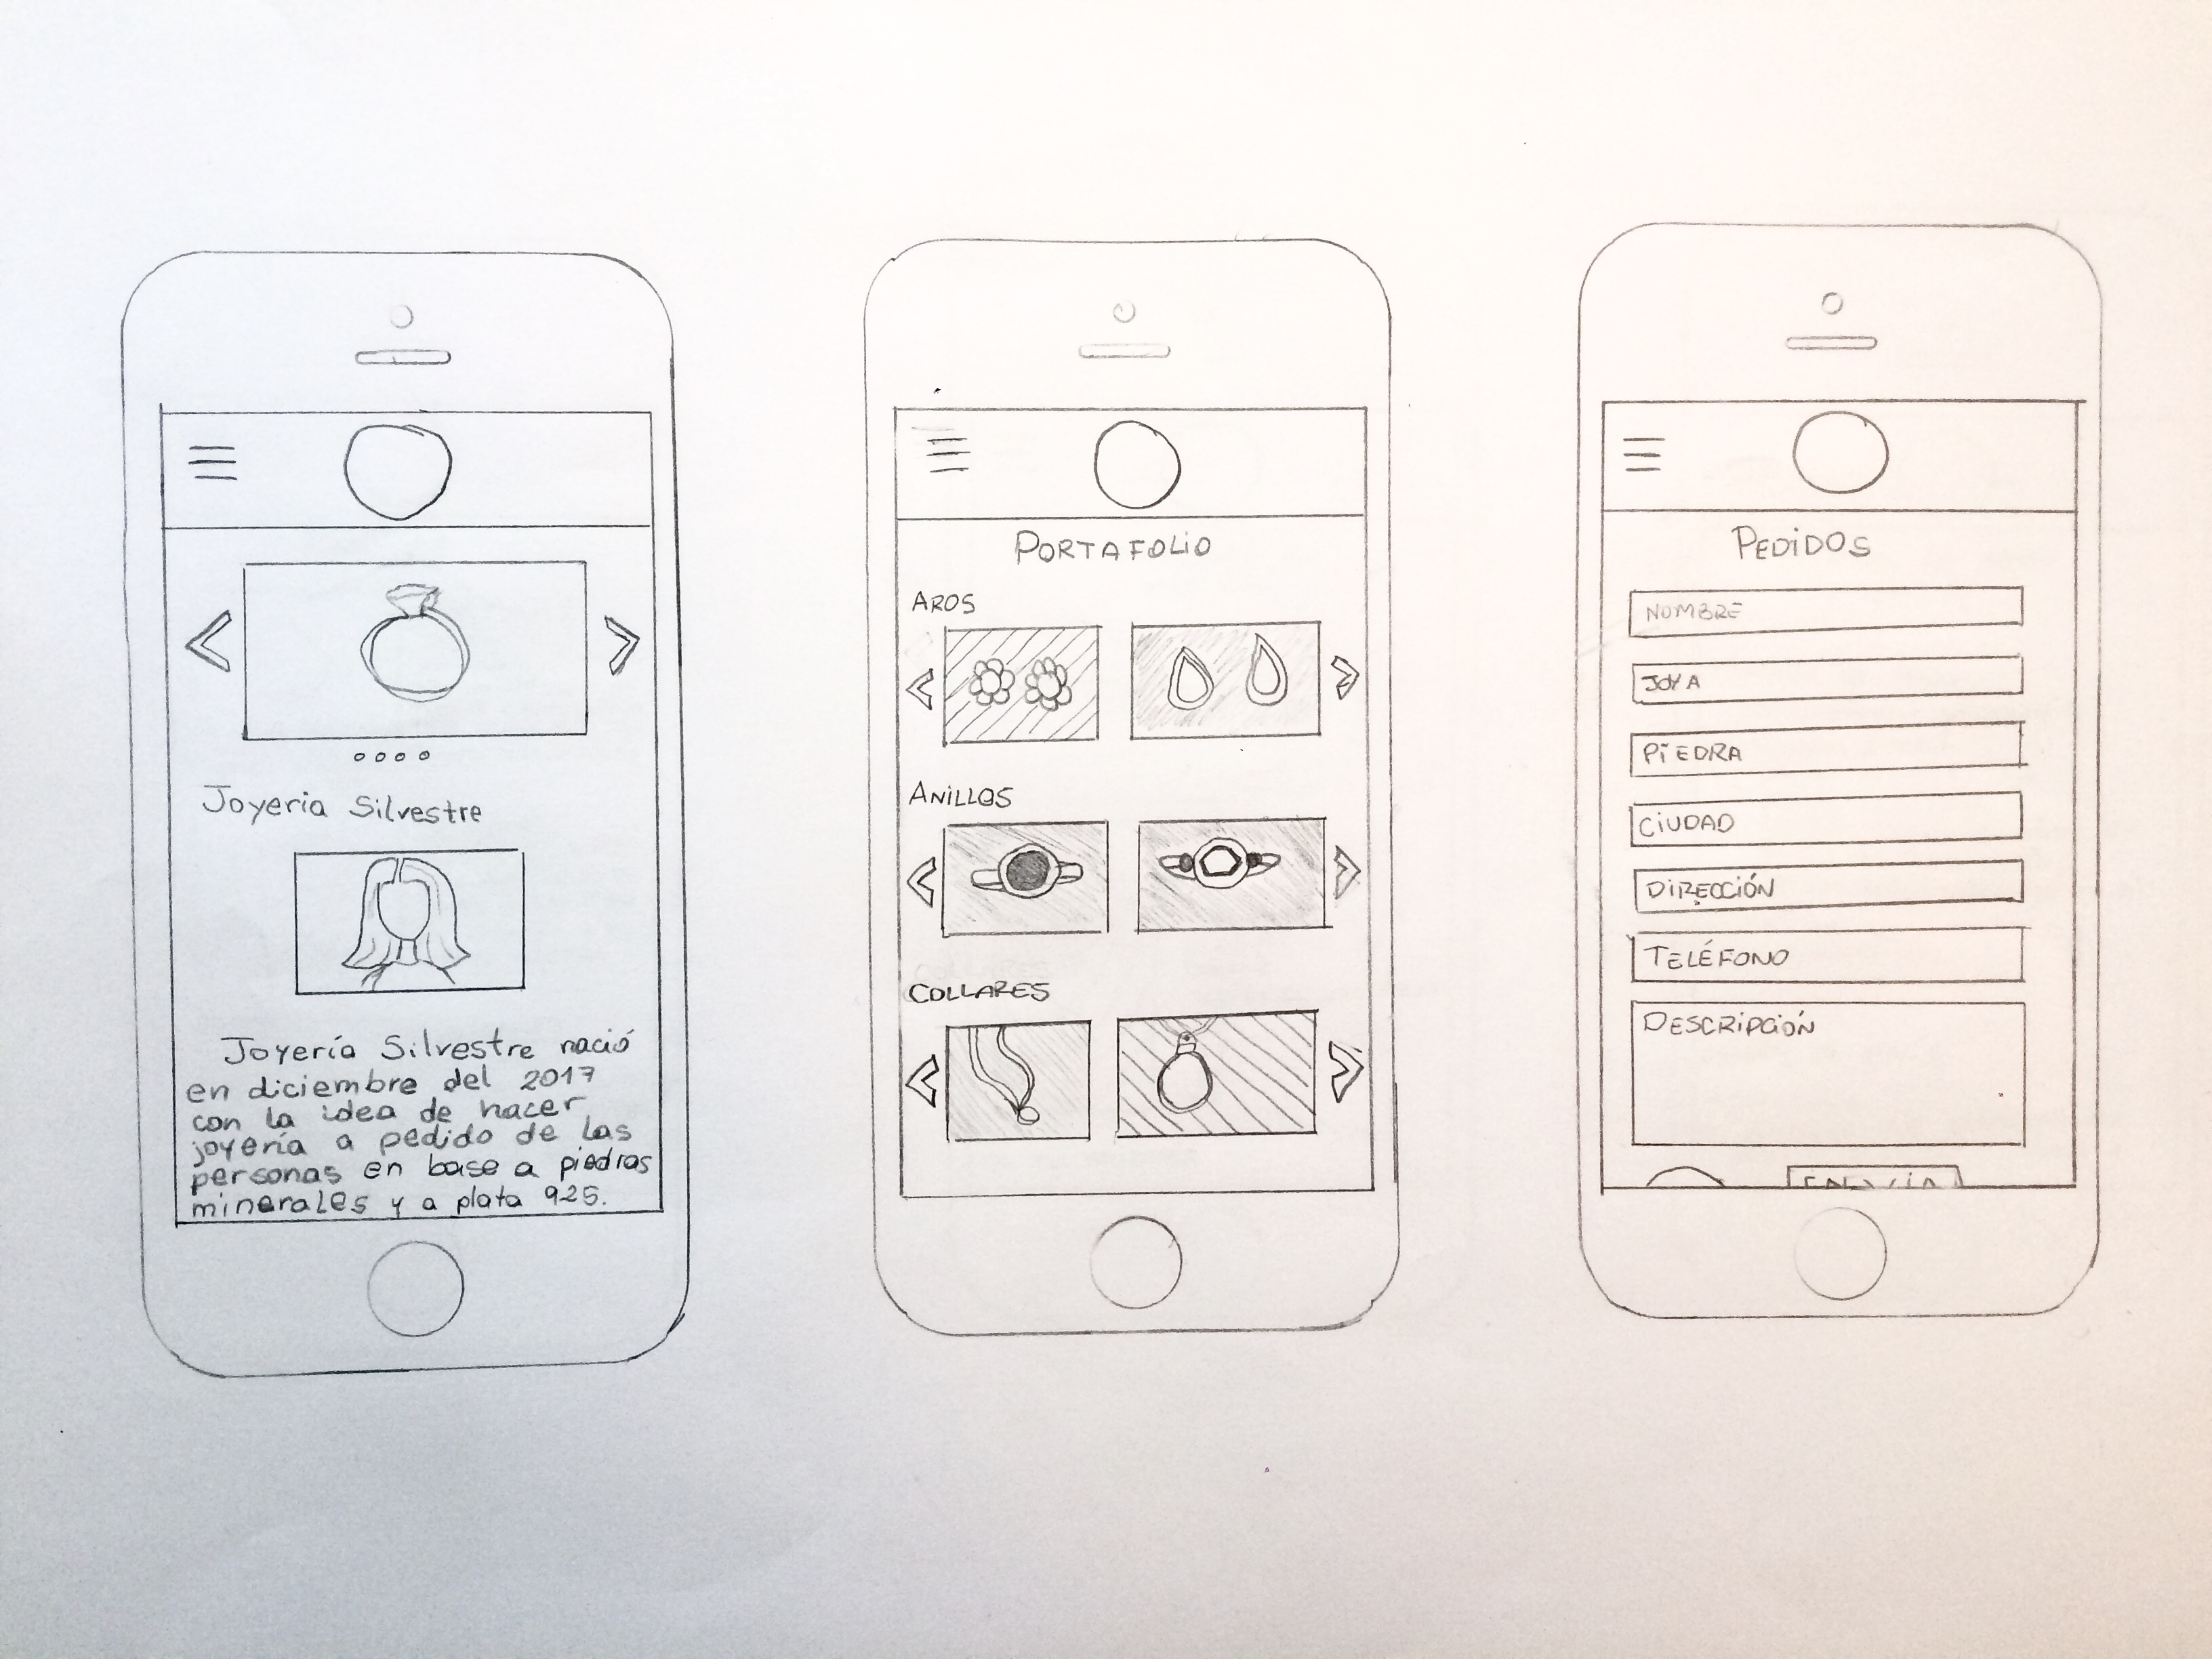 Joyeria Silvestre
Joyería Silvestre nació
en diciembre del 2017
con la idea de hacer
joyería a pedido de las
personas en base a piedras
minerales y a plata 925.
PORTAFOLIO
AROS
ANILLOS
COLLARES
PEDIDOS
NOMBRE
JOYA
PIEDRA
CIUDAD
DIRECCIÓN
TELÉFONO
DESCRIPCIÓN